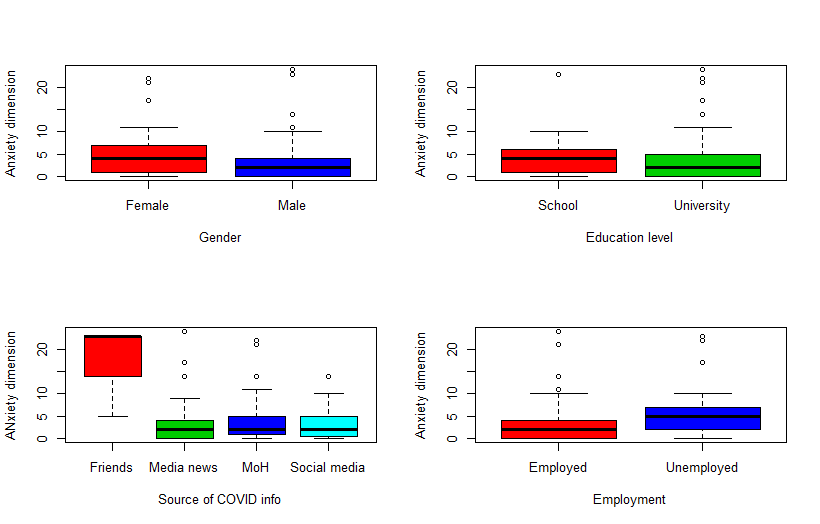 Anxiety dimension
20
10
5
0
Female Male
Gender
Anxiety dimension
20
10
5
0
School University
Education level
ANxiety dimension
20
10
5
0
Friends Media news MoH Social media
Source of COVID info
Anxiety dimension
20
10
5
0
Employed Unemployed
Employment